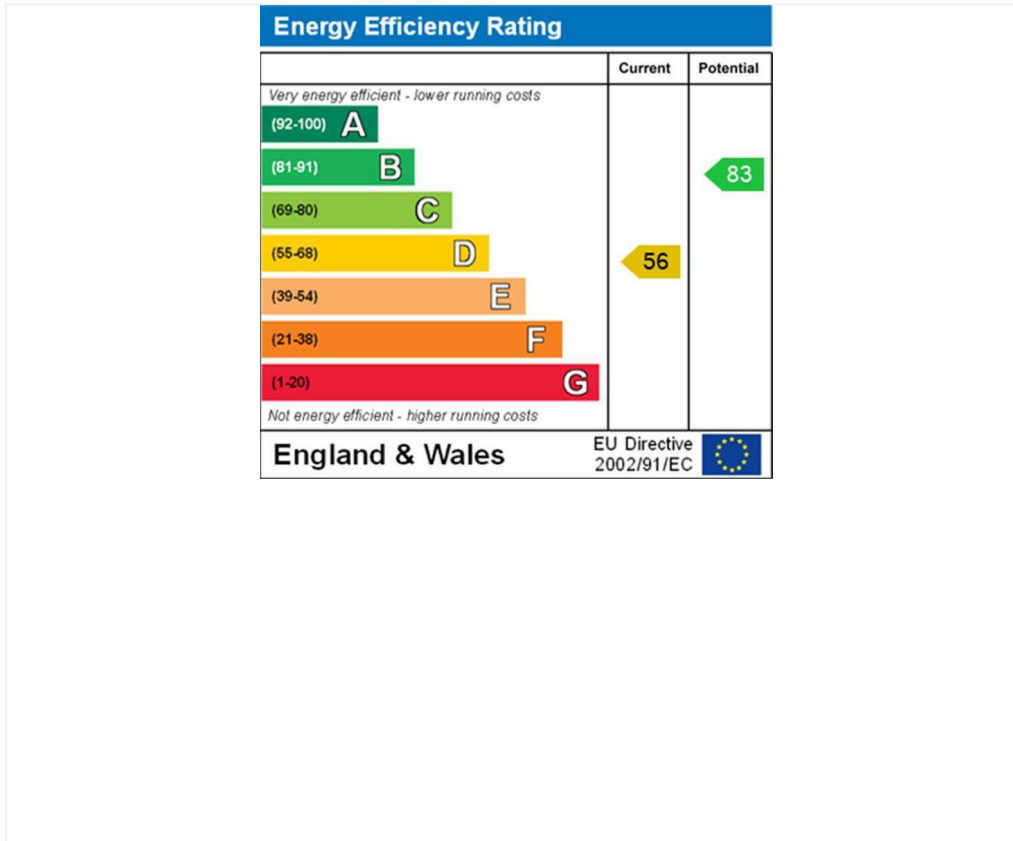 Energy Efficiency Rating
Current Potential
Very energy efficient - lower running costs
(92-100) A
(81-91) B
83
(69-80) C
(55-68) D
56
(39-54) E
(21-38) F
(1-20) G
Not energy efficient - higher running costs
England & Wales
EU Directive
2002/91/EC